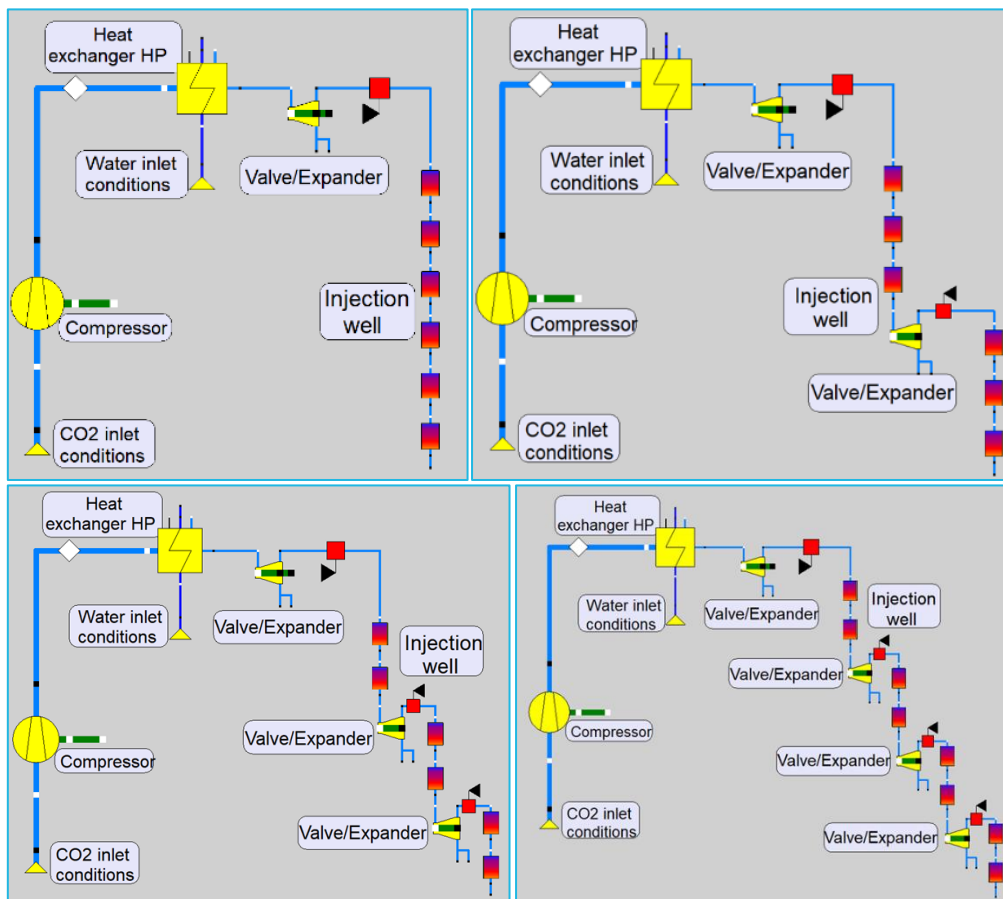 Heat
exchanger HP
Water inlet
conditions
Valve/Expander
Injection
well
Compressor
CO2 inlet
conditions
Heat
exchanger HP
Water inlet
conditions
Valve/Expander
Injection
well
Compressor
Valve/Expander
CO2 inlet
conditions
Heat
exchanger HP
Water inlet
conditions
Valve/Expander
Injection
well
Valve/Expander
Compressor
Valve/Expander
CO2 inlet
conditions
Heat
exchanger HP
Water inlet
conditions
Valve/Expander
Injection
well
Valve/Expander
Compressor
Valve/Expander
CO2 inlet
conditions
Valve/Expander